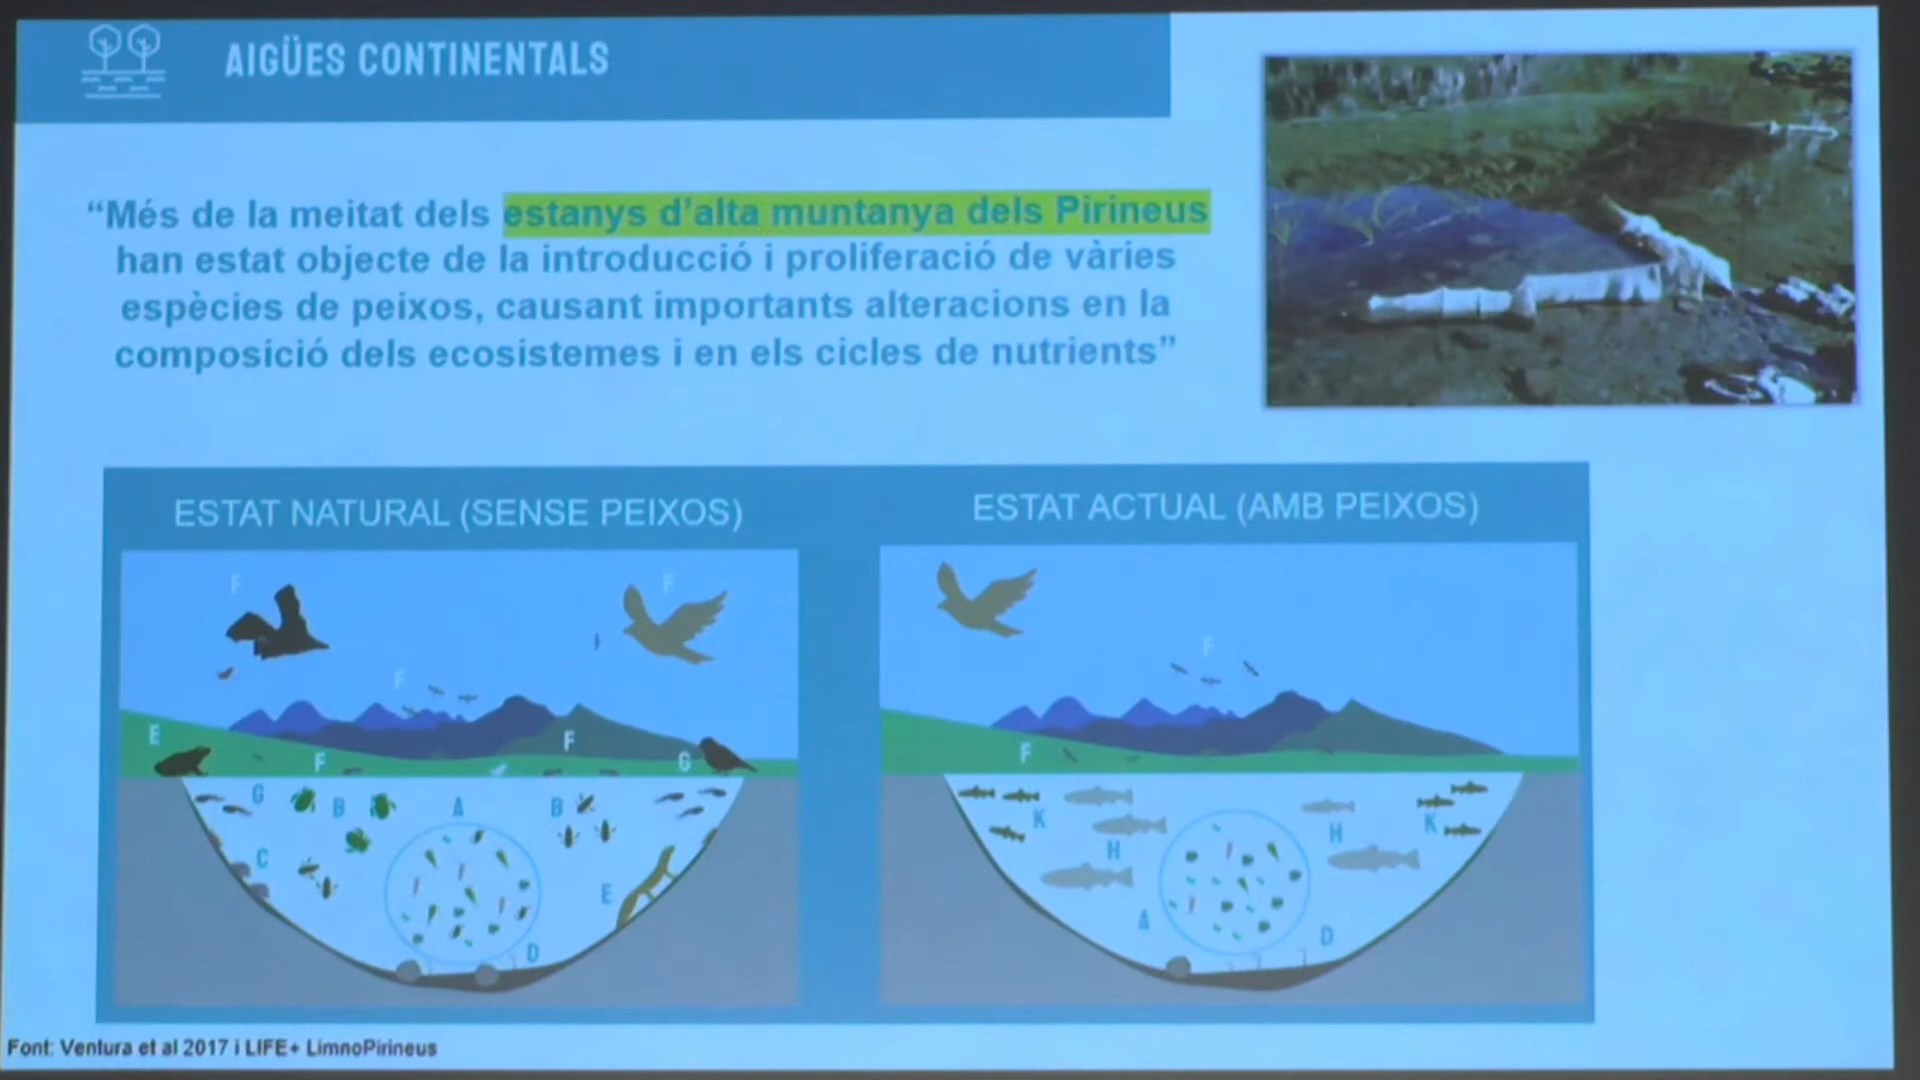 AIGÜES CONTINENTALS
“Més de la meitat dels estanys d’alta muntanya dels Pirineus
han estat objecte de la introducció i proliferació de vàries
espècies de peixos, causant importants alteracions en la
composició dels ecosistemes i en els cicles de nutrients”
ESTAT NATURAL (SENSE PEIXOS)
F
F
F
E
F
F
G
G
B
A
B
C
E
D
ESTAT ACTUAL (AMB PEIXOS)
F
F
K
H
H
K
A
D
Font: Ventura et al 2017 i LIFE+ LimnoPirineus